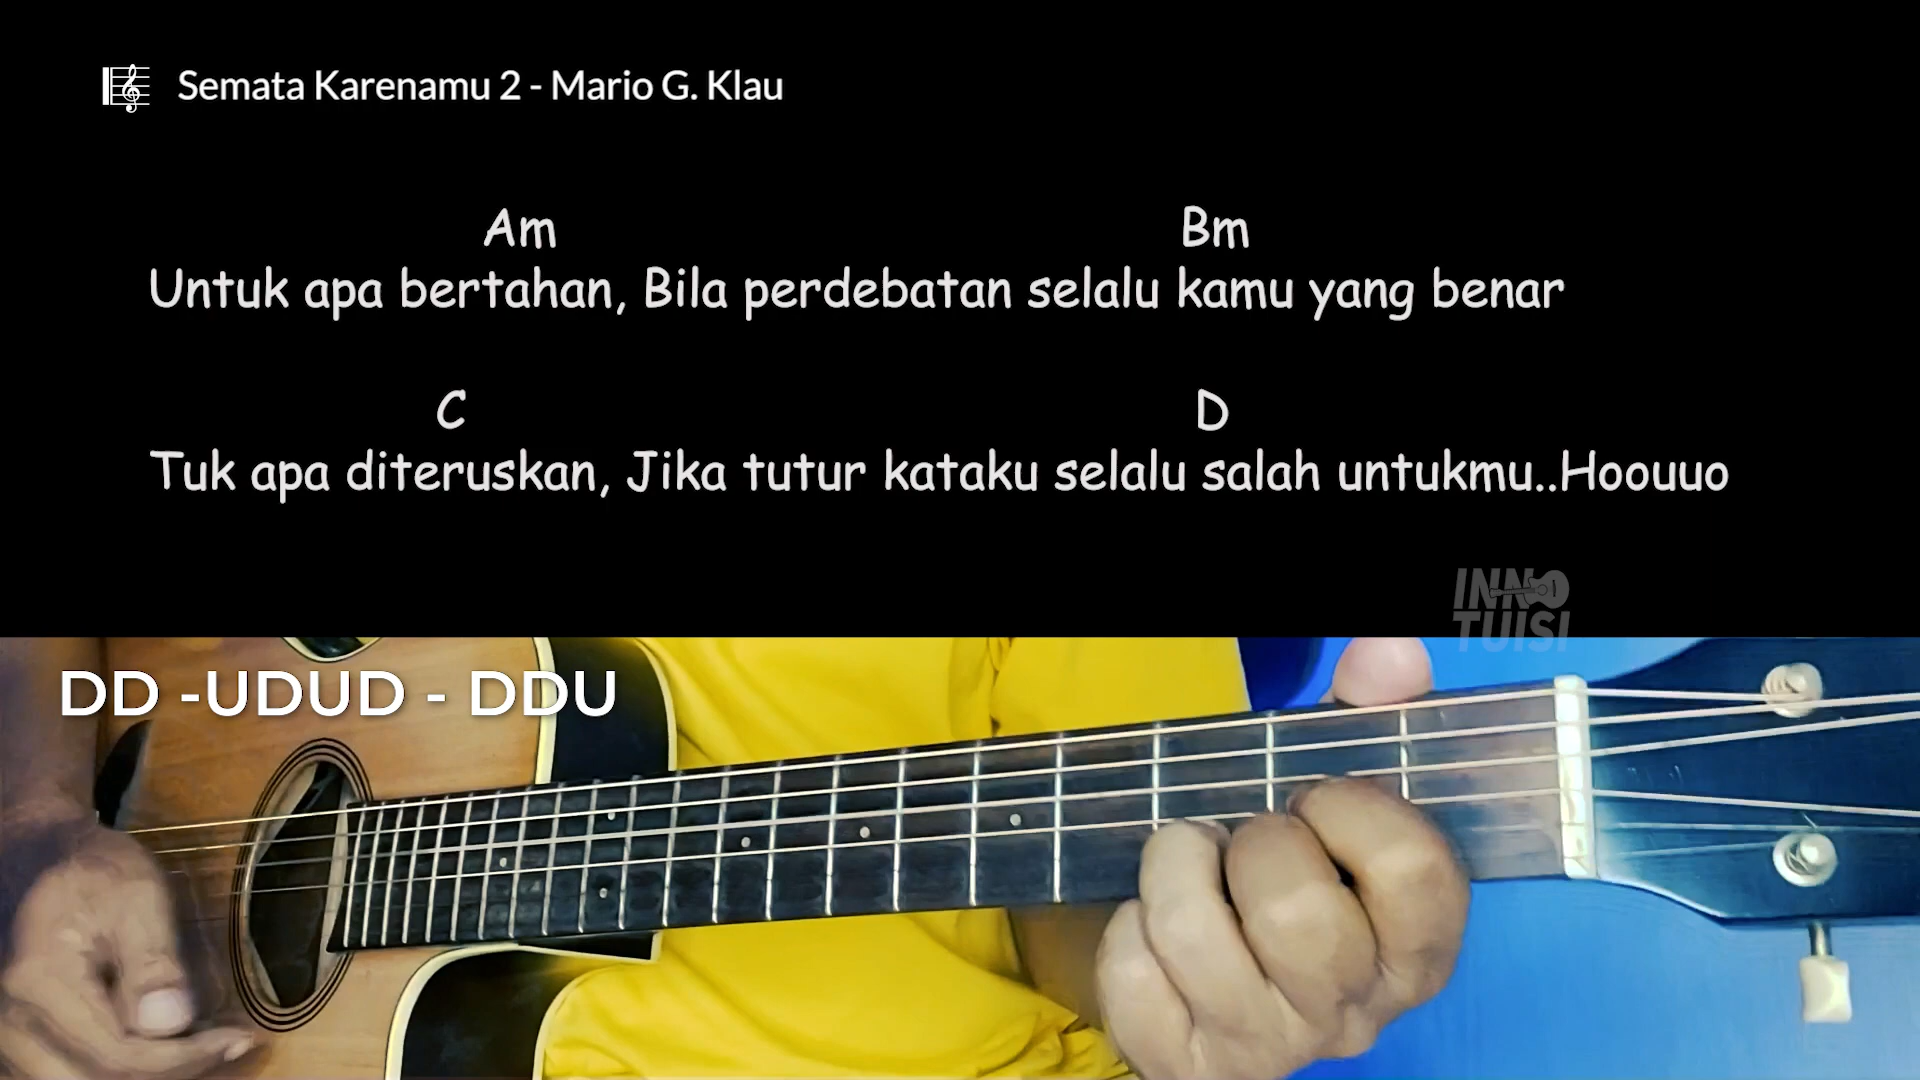 Semata Karenamu 2 - Mario G. Klau
Am Bm
Untuk apa bertahan, Bila perdebatan selalu kamu yang benar
C D
Tuk apa diteruskan, Jika tutur kataku selalu salah untukmu..Hoouuo
INNO
TUISI
DD -UDUD - DDU